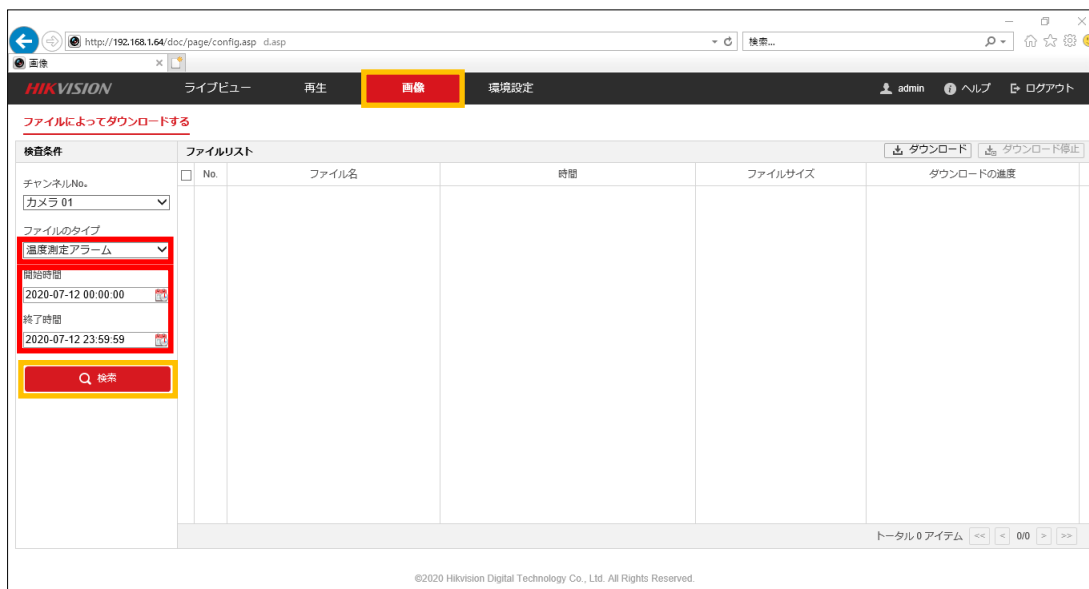 http://192.168.1.64/doc/page/config.asp d.asp
検索...
画像
HIKVISION ライブビュー 再生 画像 環境設定 admin ヘルプ ログアウト
ファイルによってダウンロードする
検査条件
ファイルリスト
ダウンロード ダウンロード停止
No. ファイル名 時間 ファイルサイズ ダウンロードの進度
チャンネルNo。
カメラ 01
ファイルのタイプ
温度測定アラーム
開始時間
2020-07-12 00:00:00
終了時間
2020-07-12 23:59:59
検索
トータル 0 アイテム << < 0/0 > >>
©2020 Hikvision Digital Technology Co., Ltd. All Rights Reserved.